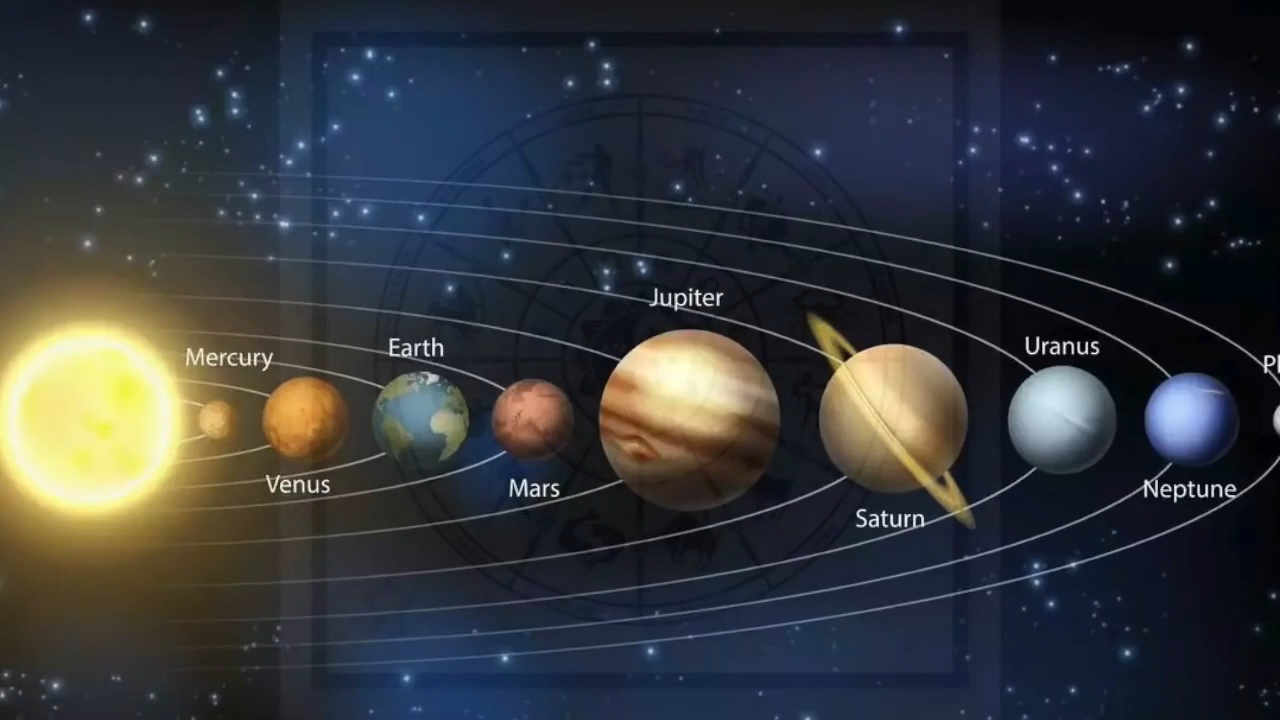 Mercury
Venus
Earth
Mars
Jupiter
Saturn
Uranus
Neptune